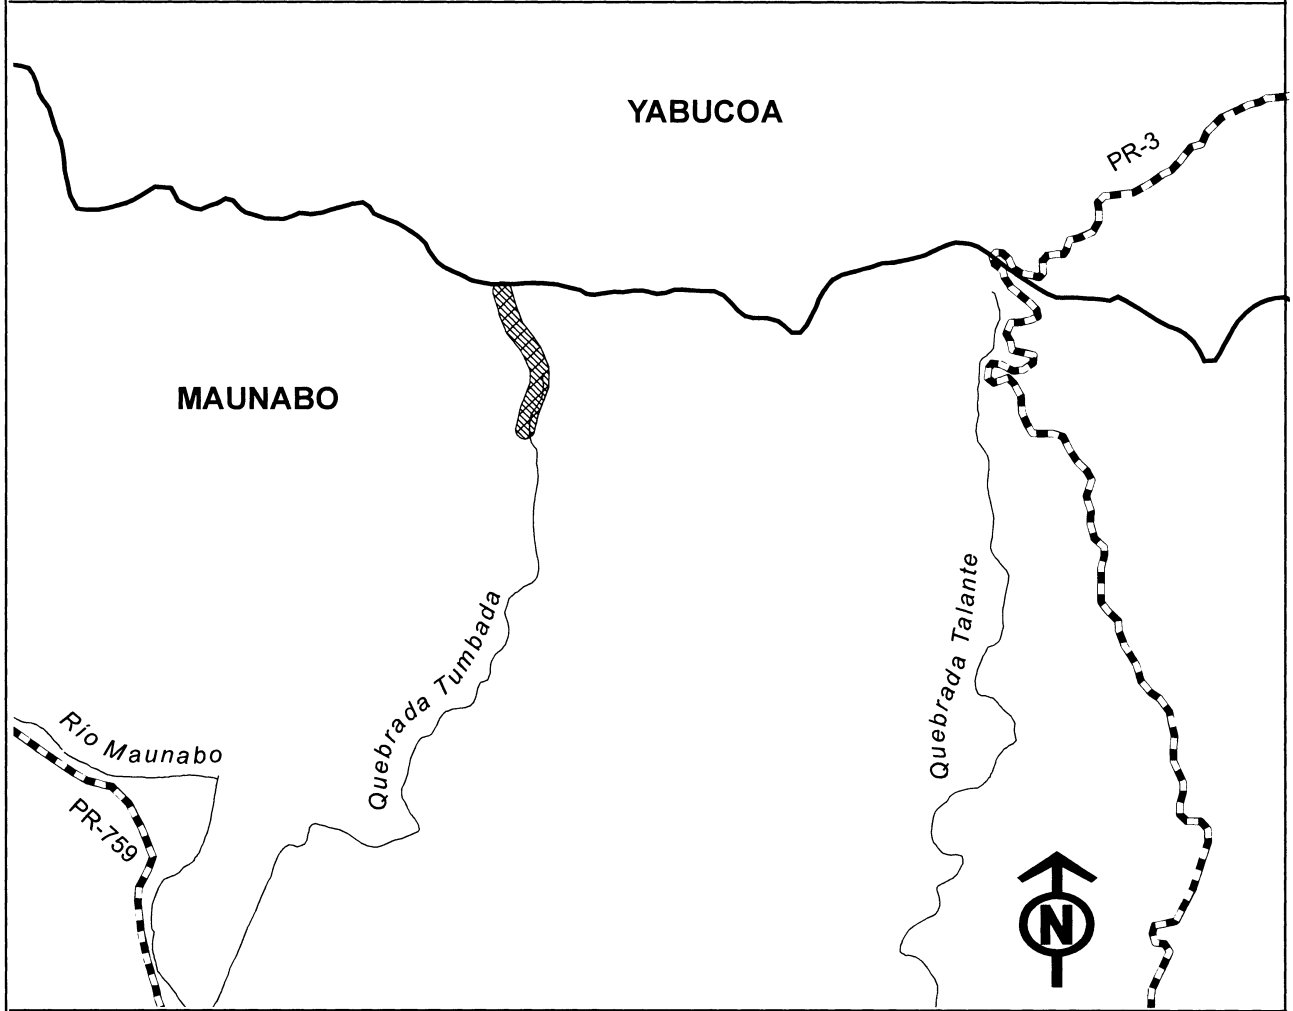 YABUCOA
PR-3
MAUNABO
Quebrada Tumbada
Quebrada Talante
Río Maunabo
PR-759
N